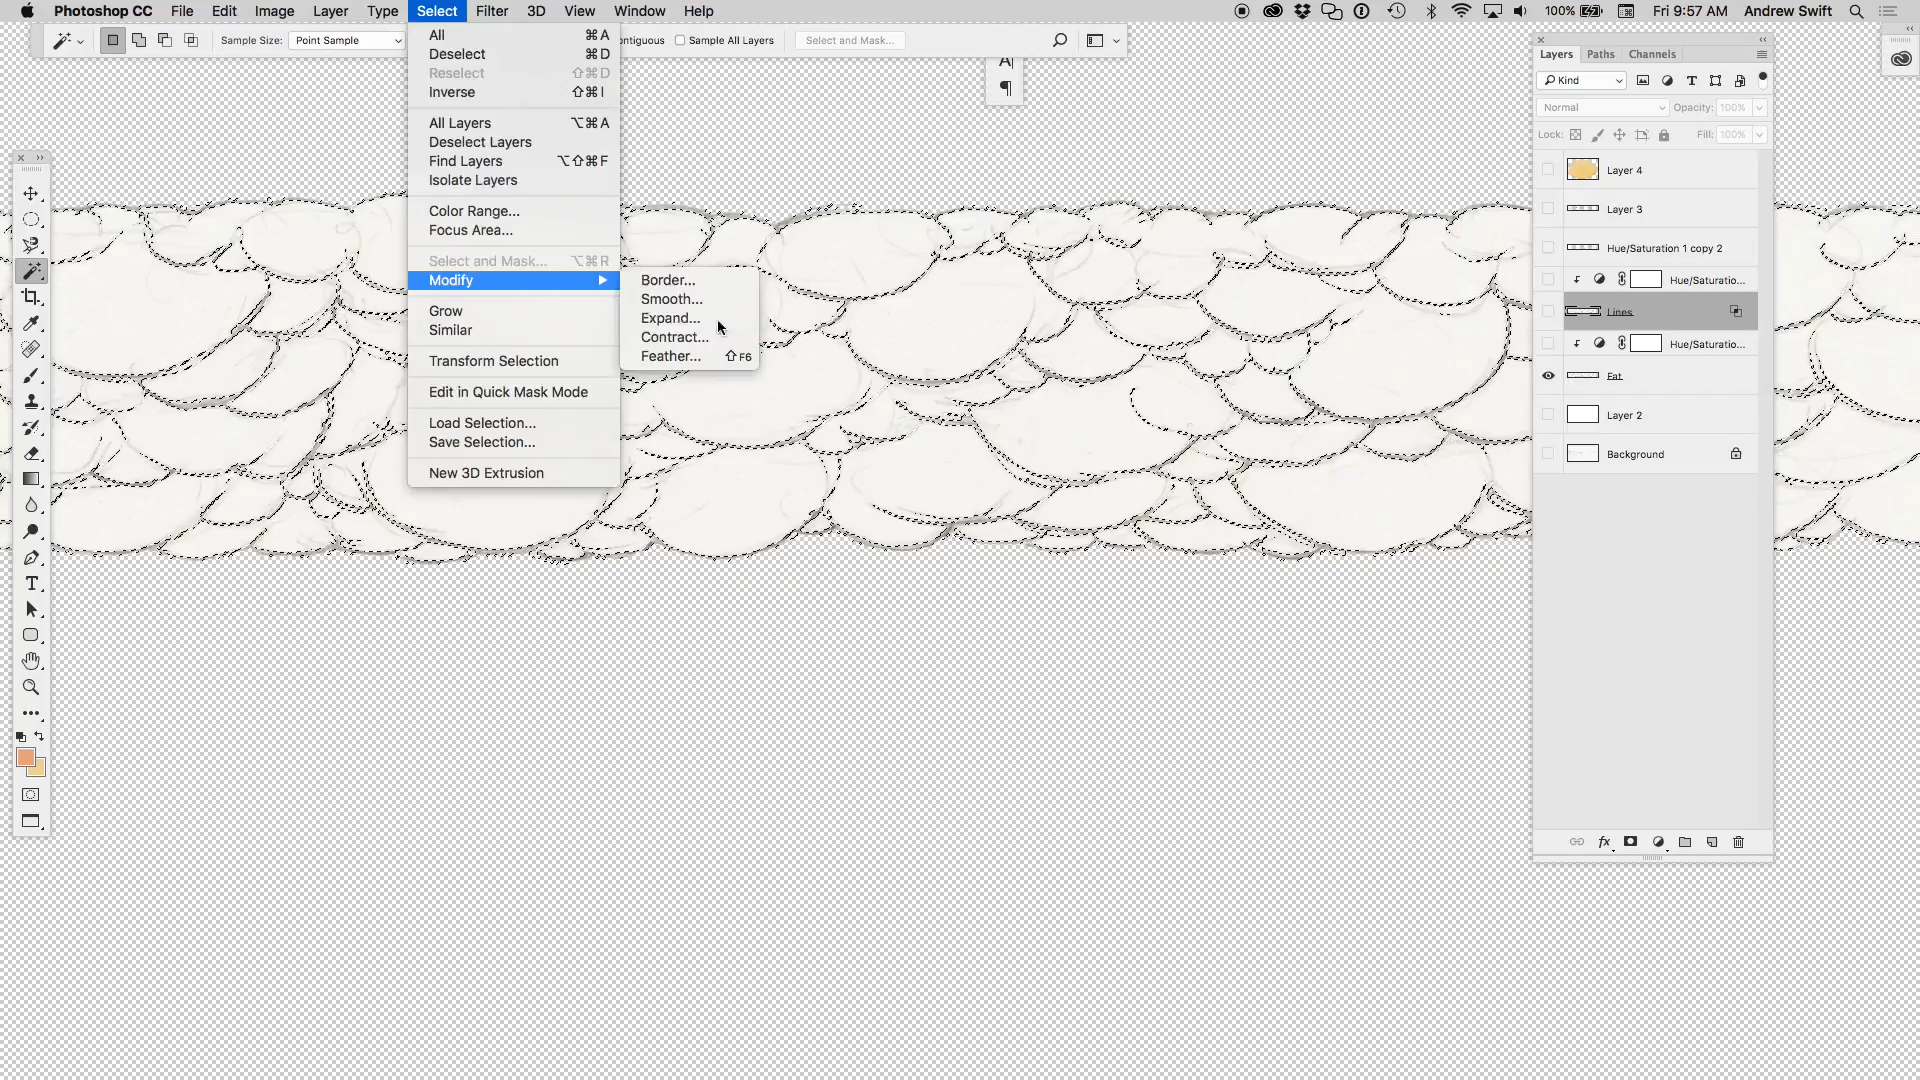 Photoshop CC File Edit Image Layer Type Select Filter 3D View Window Help 100% Fri 9:57 AM Andrew Swift
Sample Size: Point Sample ontiguous Sample All Layers Select and Mask...
All ⌘A
Deselect ⌘D
Reselect ⇧⌘D
Inverse ⇧⌘I
All Layers ⌥⌘A
Deselect Layers
Find Layers ⌥⇧⌘F
Isolate Layers
Color Range...
Focus Area...
Select and Mask... ⌥⌘R
Modify
Grow
Similar
Transform Selection
Edit in Quick Mask Mode
Load Selection...
Save Selection...
New 3D Extrusion
Border...
Smooth...
Expand...
Contract...
Feather... ⇧F6
Layers Paths Channels
Kind
Normal Opacity: 100%
Lock: Fill: 100%
Layer 4
Layer 3
Hue/Saturation 1 copy 2
Hue/Saturatio...
Lines
Hue/Saturatio...
Fat
Layer 2
Background